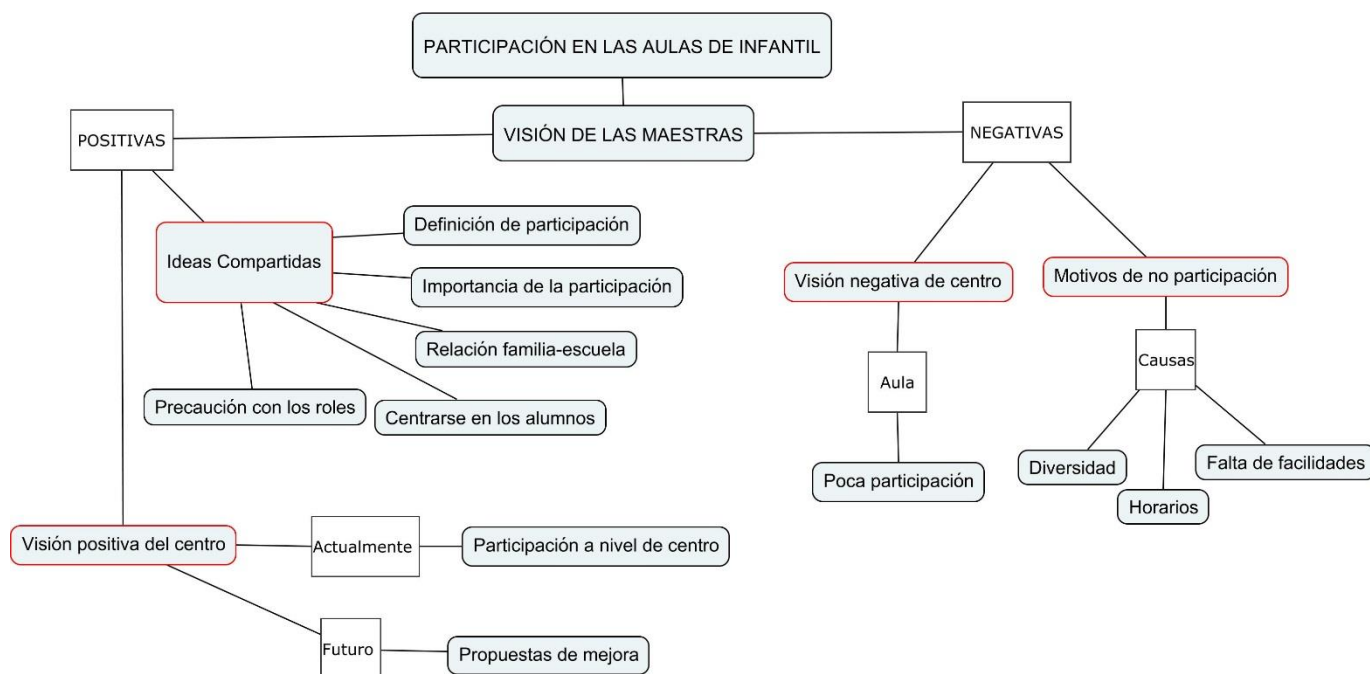 PARTICIPACIÓN EN LAS AULAS DE INFANTIL
VISIÓN DE LAS MAESTRAS
POSITIVAS
NEGATIVAS
Ideas Compartidas
Definición de participación
Importancia de la participación
Relación familia-escuela
Centrarse en los alumnos
Precaución con los roles
Visión positiva del centro
Actualmente
Participación a nivel de centro
Futuro
Propuestas de mejora
Visión negativa de centro
Aula
Poca participación
Motivos de no participación
Causas
Diversidad
Horarios
Falta de facilidades